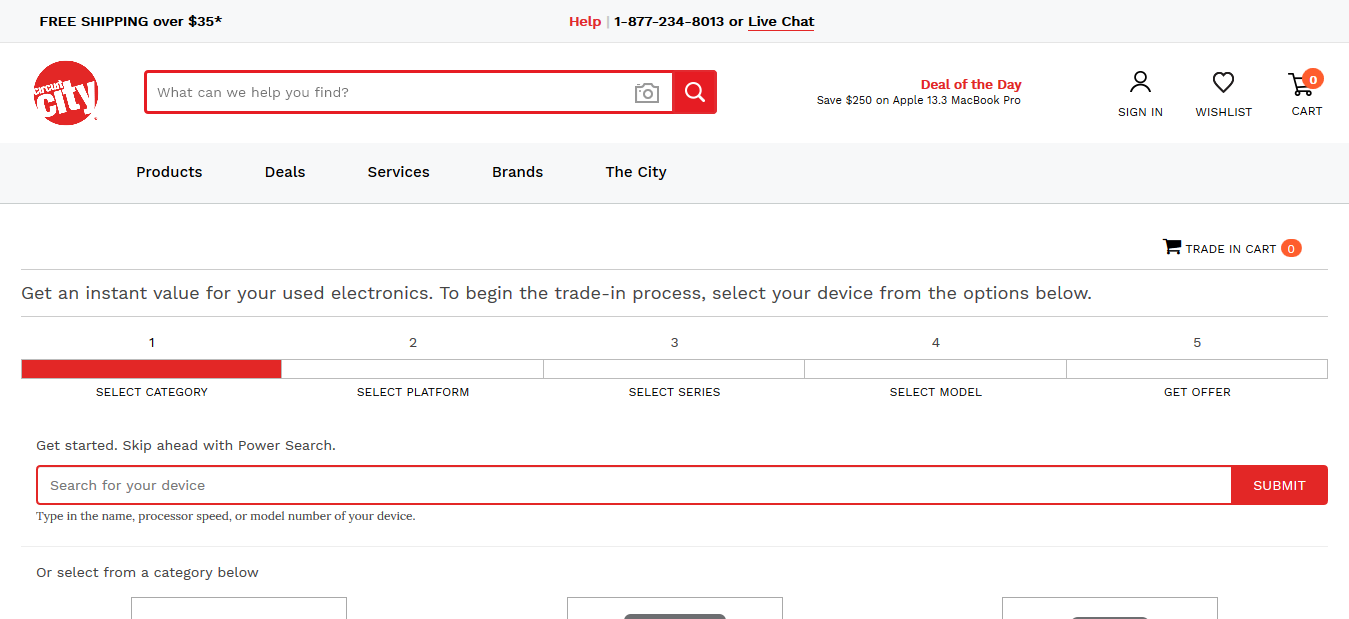 FREE SHIPPING over $35*
Help | 1-877-234-8013 or Live Chat
circuit
city
What can we help you find?
Deal of the Day
Save $250 on Apple 13.3 MacBook Pro
SIGN IN
WISHLIST
0
CART
Products
Deals
Services
Brands
The City
TRADE IN CART 0
Get an instant value for your used electronics. To begin the trade-in process, select your device from the options below.
1
2
3
4
5
SELECT CATEGORY
SELECT PLATFORM
SELECT SERIES
SELECT MODEL
GET OFFER
Get started. Skip ahead with Power Search.
Search for your device
SUBMIT
Type in the name, processor speed, or model number of your device.
Or select from a category below